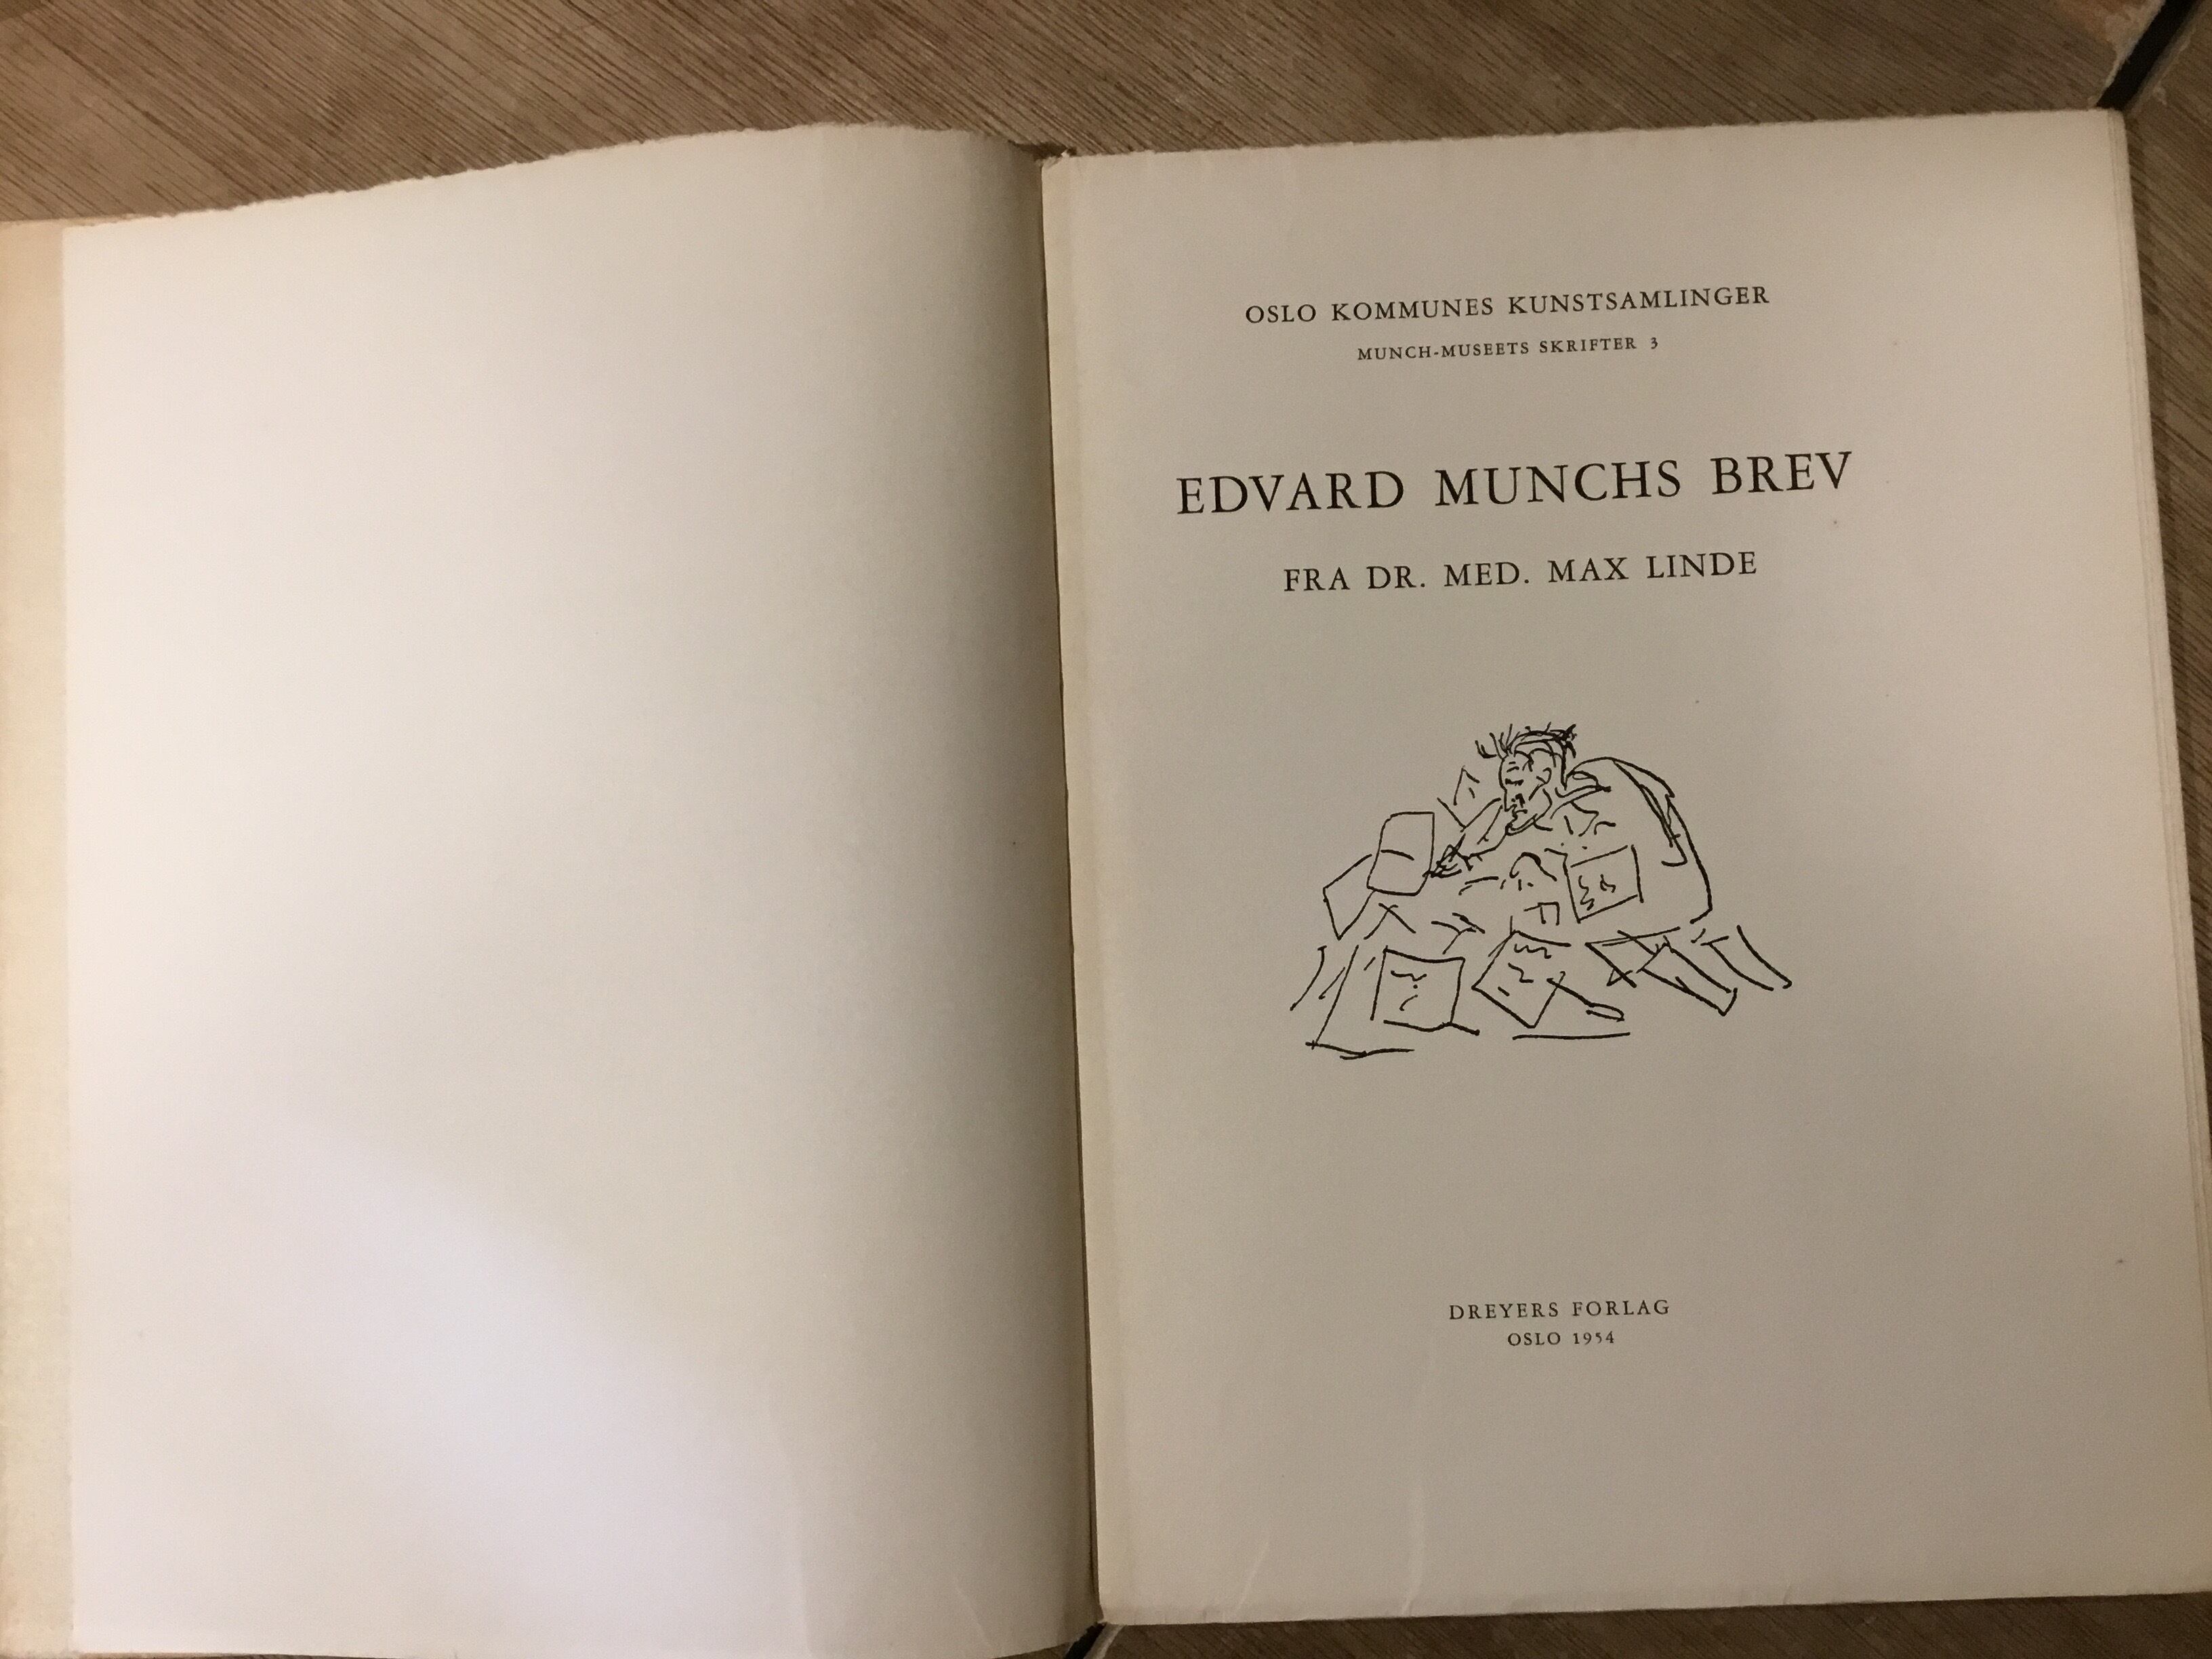 OSLO KOMMUNES KUNSTSAMLINGER
MUNCH-MUSEETS SKRIFTER 3
EDVARD MUNCHS BREV
FRA DR. MED. MAX LINDE
DREYERS FORLAG
OSLO 1954